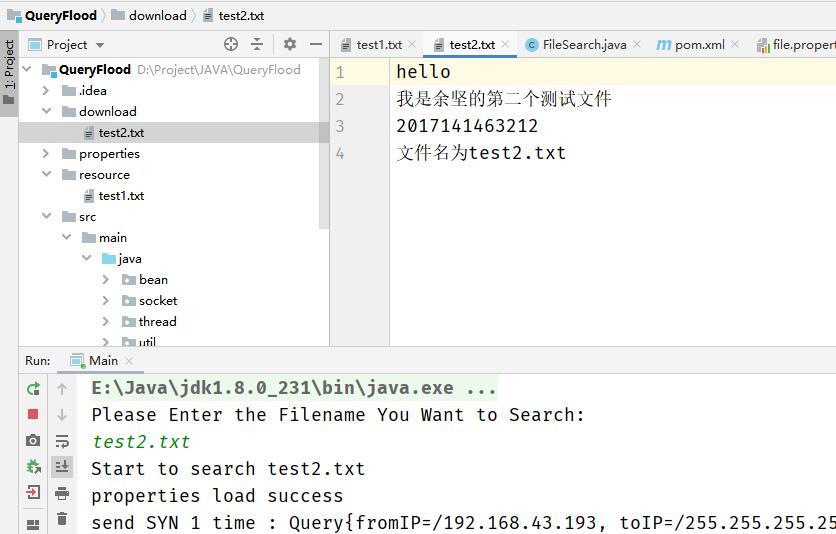 QueryFlood download test2.txt
1: Project
Project
QueryFlood D:\Project\JAVA\QueryFlood
.idea
download
test2.txt
properties
resource
test1.txt
src
main
java
bean
socket
thread
util
test1.txt test2.txt FileSearch.java m pom.xml file.proper
1 hello
2 我是余坚的第二个测试文件
3 2017141463212
4 文件名为test2.txt
Run: Main
E:\Java\jdk1.8.0_231\bin\java.exe ...
Please Enter the Filename You Want to Search:
test2.txt
Start to search test2.txt
properties load success
send SYN 1 time : Query{fromIP=/192.168.43.193, toIP=/255.255.255.25